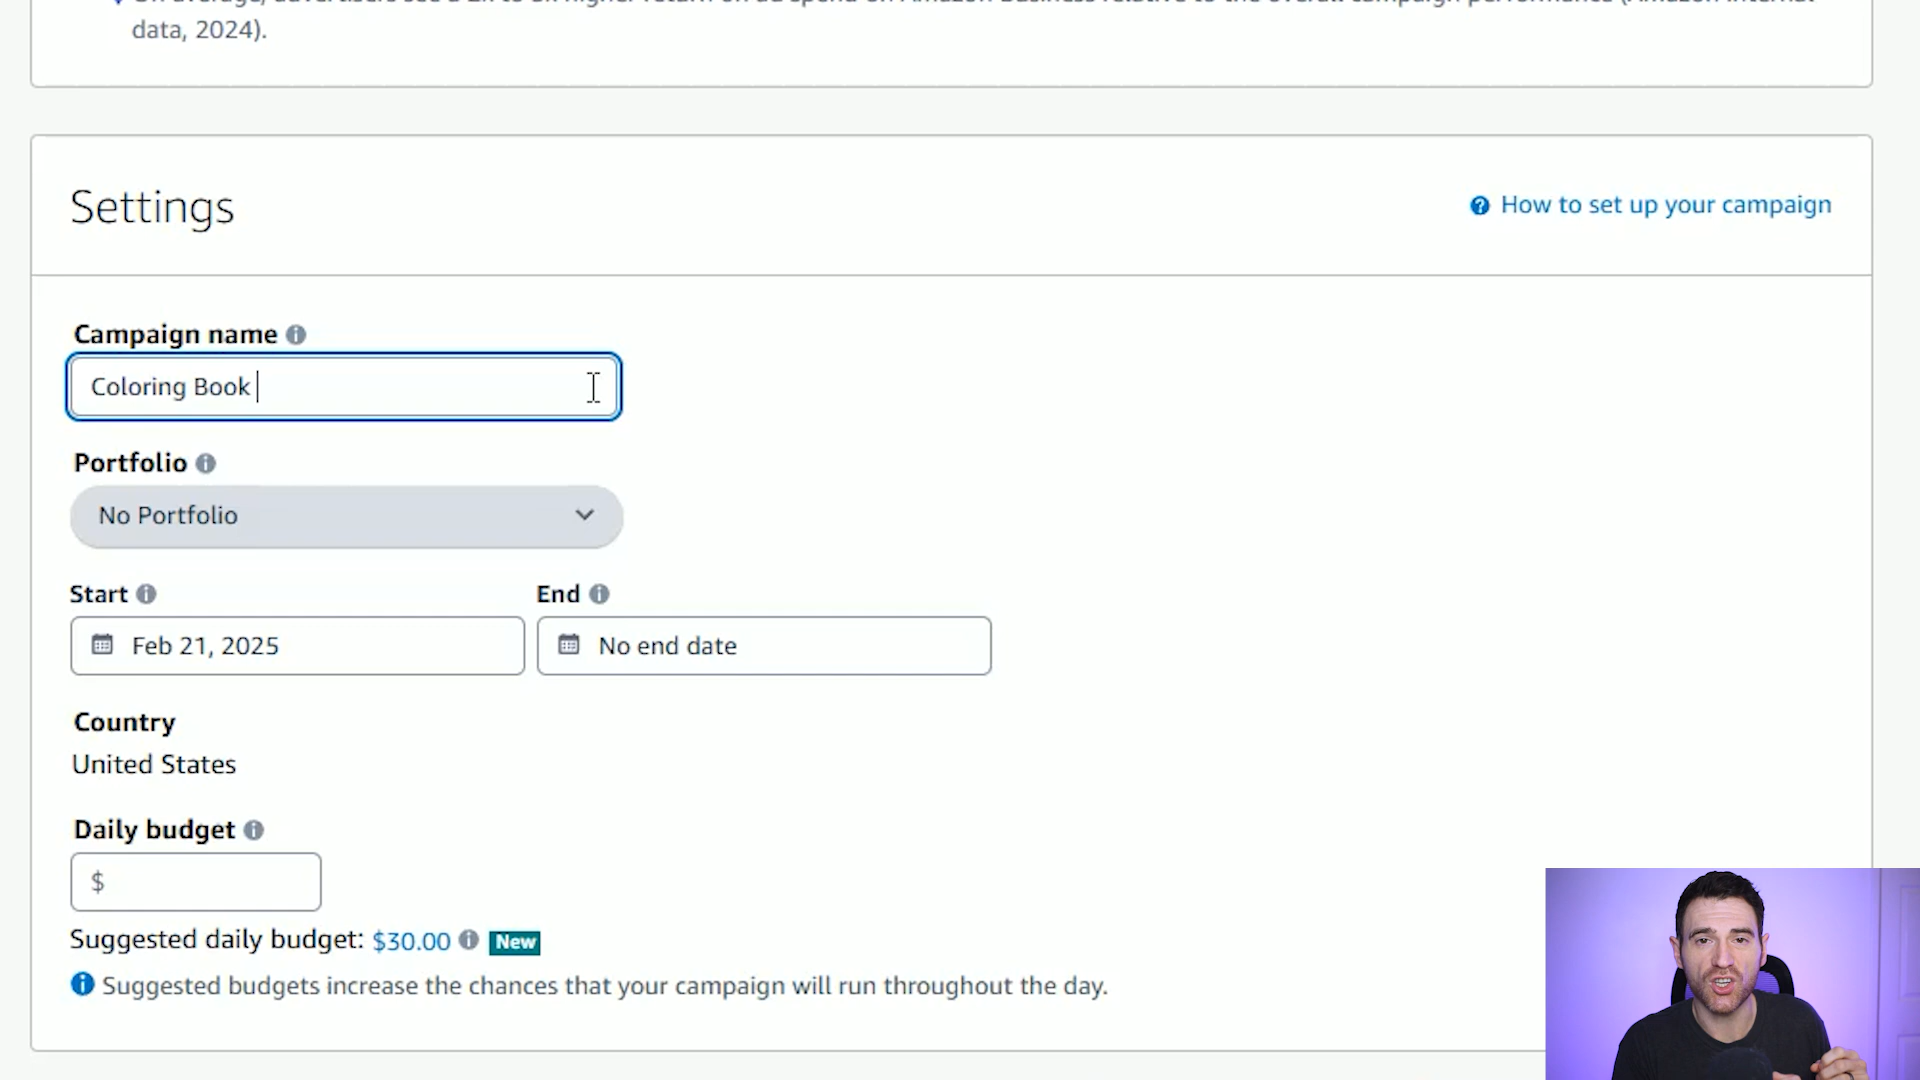 data, 2024).
Settings
How to set up your campaign
Campaign name
Coloring Book
Portfolio
No Portfolio
Start
End
Feb 21, 2025
No end date
Country
United States
Daily budget
$
Suggested daily budget: $30.00 New
Suggested budgets increase the chances that your campaign will run throughout the day.